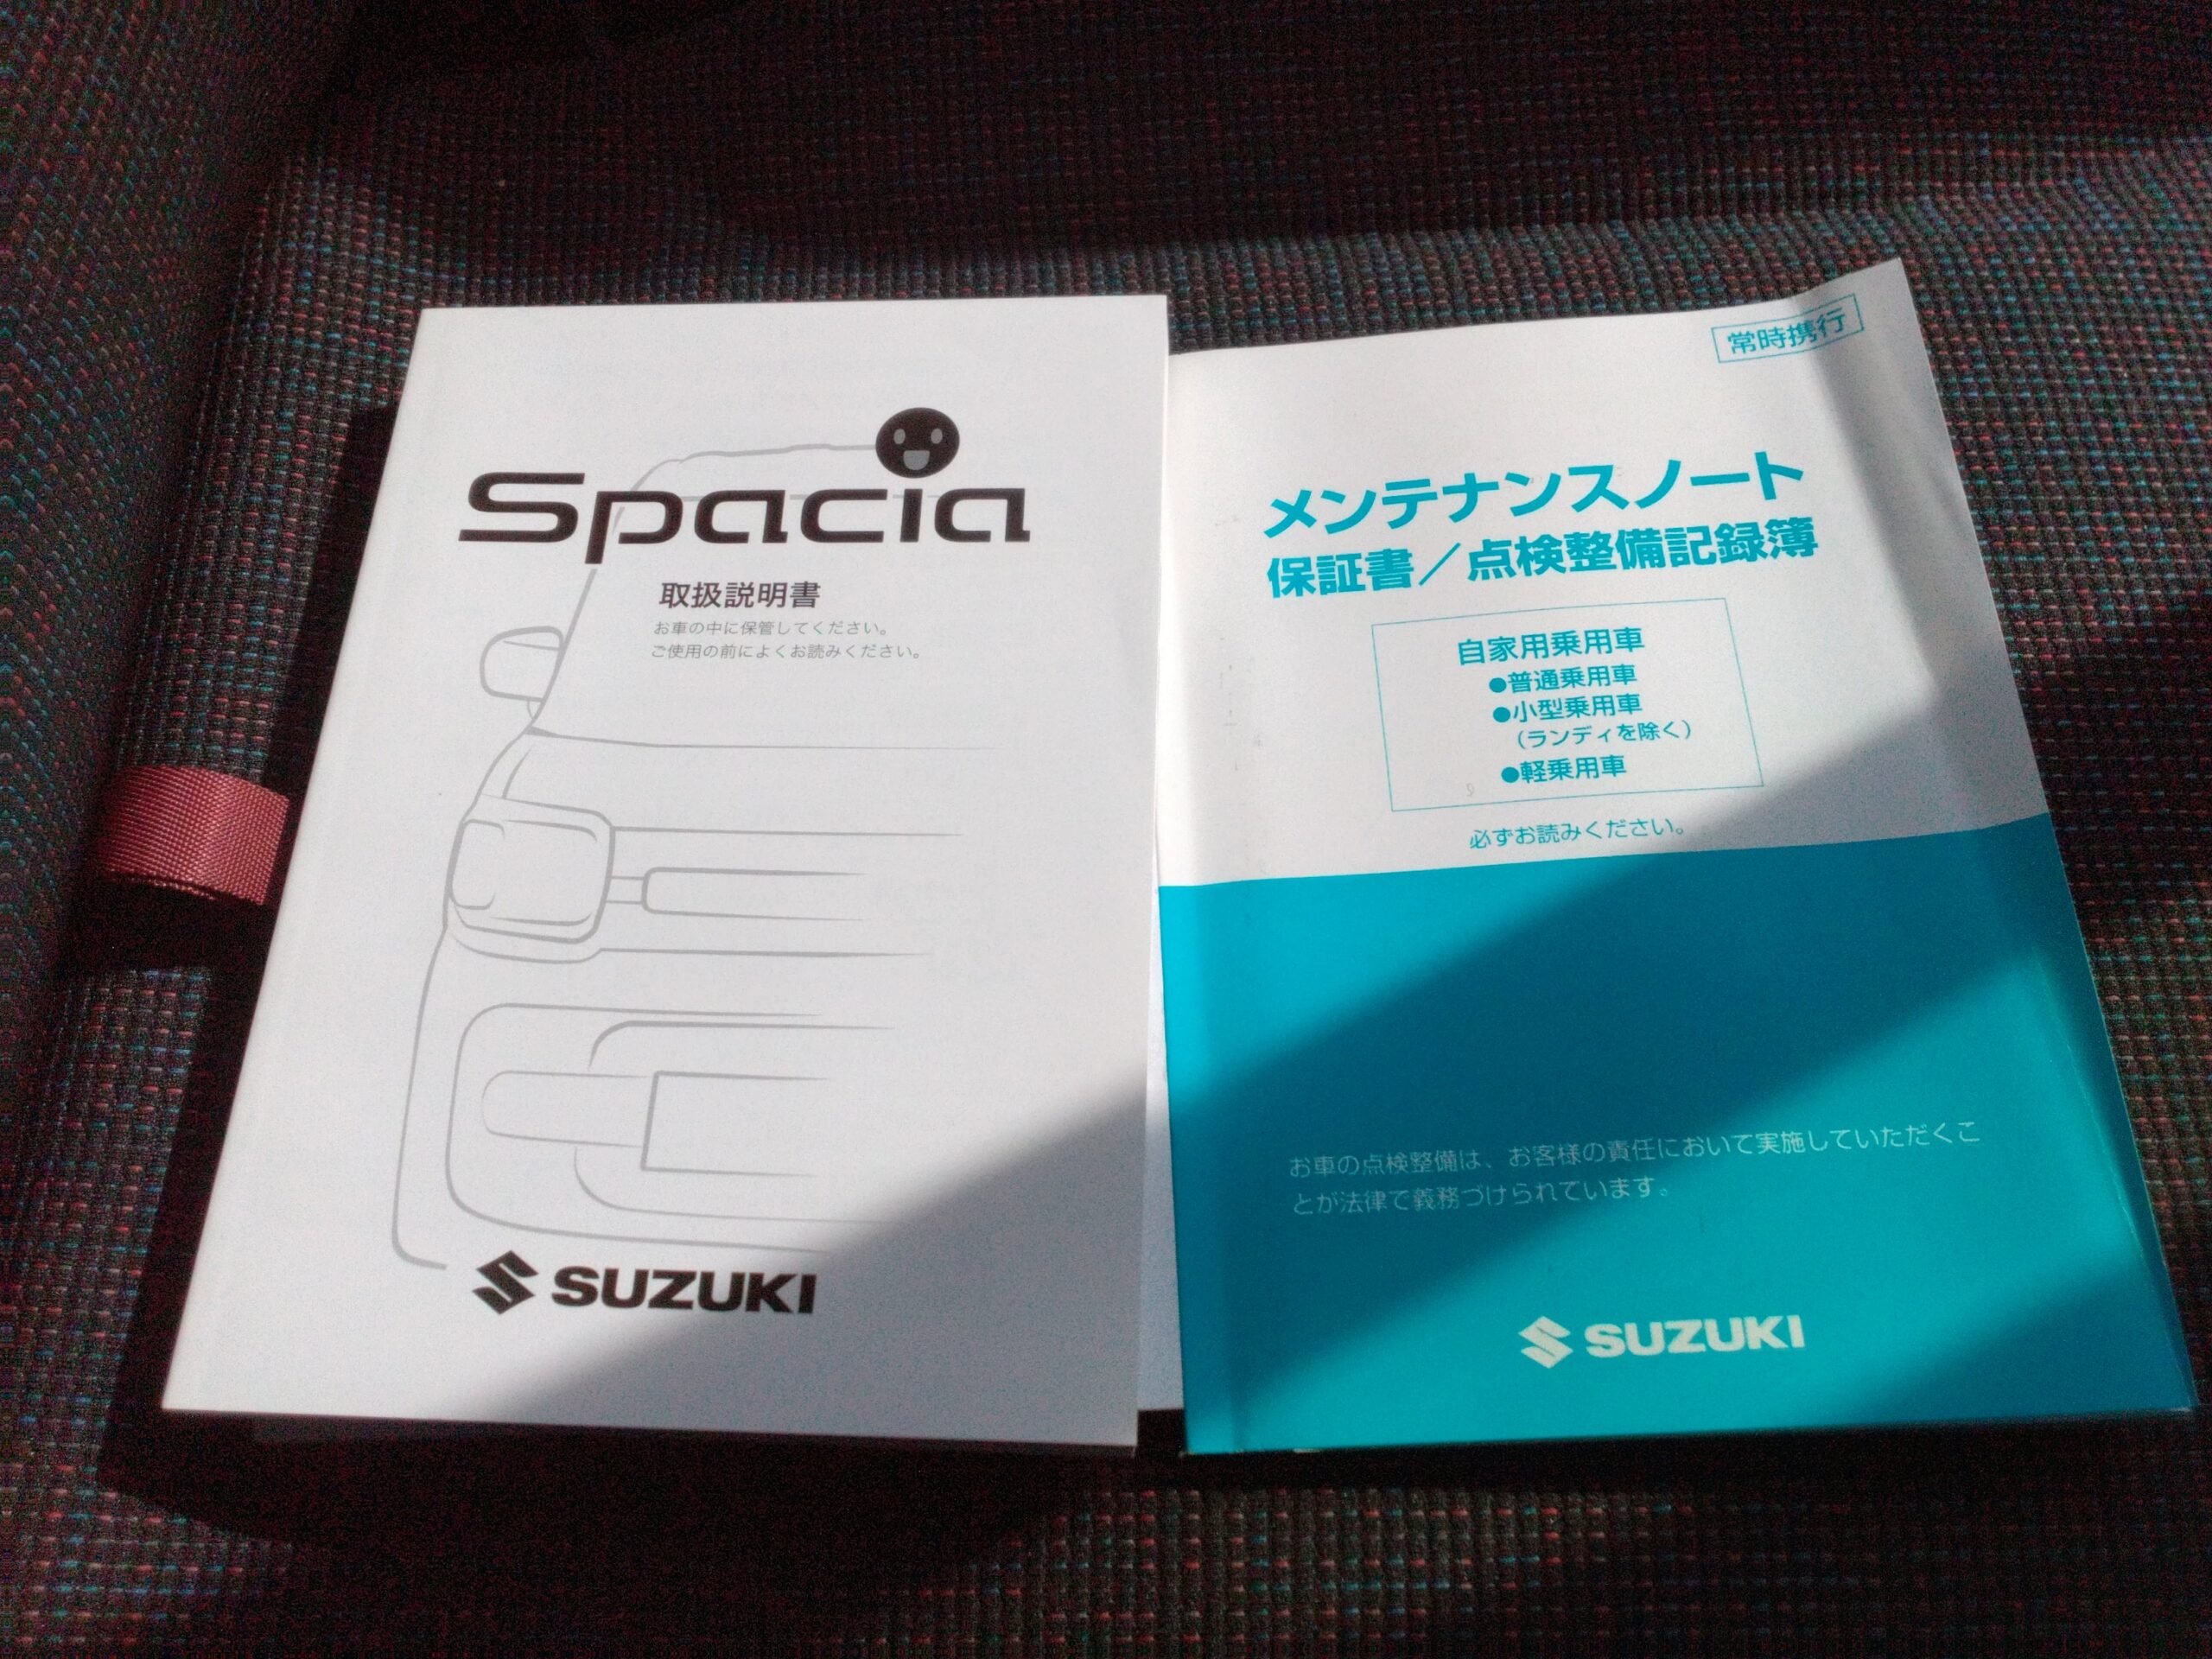 Spacia
取扱説明書
お車の中に保管してください。
ご使用の前によくお読みください。
SUZUKI
常時携行
メンテナンスノート
保証書／点検整備記録簿
自家用乗用車
●普通乗用車
●小型乗用車
（ランディを除く）
●軽乗用車
必ずお読みください。
お車の点検整備は、お客様の責任において実施していただくこ
とが法律で義務づけられています。
SUZUKI